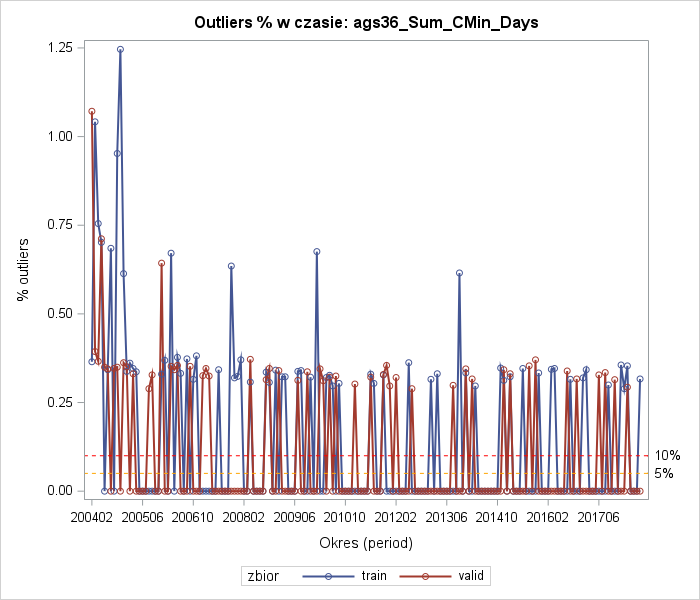 Outliers % w czasie: ags36_Sum_CMin_Days
% outliers
1.25
1.00
0.75
0.50
0.25
0.00
10%
5%
200402 200506 200610 200802 200906 201010 201202 201306 201410 201602 201706
Okres (period)
zbior train valid